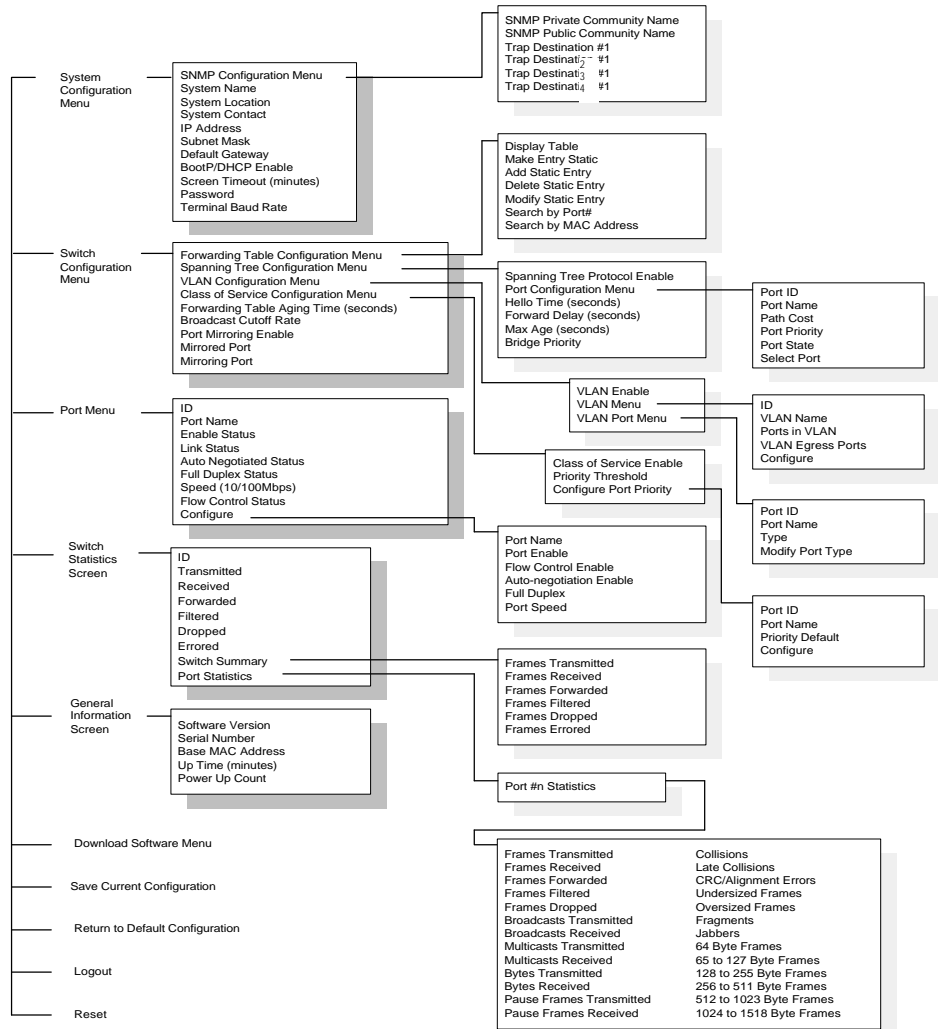 System
Configuration
Menu
SNMP Configuration Menu
System Name
System Location
System Contact
IP Address
Subnet Mask
Default Gateway
BootP/DHCP Enable
Screen Timeout (minutes)
Password
Terminal Baud Rate
SNMP Private Community Name
SNMP Public Community Name
Trap Destination #1
Trap Destinati 2 #1
Trap Destinati 3 #1
Trap Destinati 4 #1
Switch
Configuration
Menu
Forwarding Table Configuration Menu
Spanning Tree Configuration Menu
VLAN Configuration Menu
Class of Service Configuration Menu
Forwarding Table Aging Time (seconds)
Broadcast Cutoff Rate
Port Mirroring Enable
Mirrored Port
Mirroring Port
Display Table
Make Entry Static
Add Static Entry
Delete Static Entry
Modify Static Entry
Search by Port#
Search by MAC Address
Spanning Tree Protocol Enable
Port Configuration Menu
Hello Time (seconds)
Forward Delay (seconds)
Max Age (seconds)
Bridge Priority
Port ID
Port Name
Path Cost
Port Priority
Port State
Select Port
VLAN Enable
VLAN Menu
VLAN Port Menu
ID
VLAN Name
Ports in VLAN
VLAN Egress Ports
Configure
Class of Service Enable
Priority Threshold
Configure Port Priority
Port ID
Port Name
Type
Modify Port Type
Port ID
Port Name
Priority Default
Configure
Port Menu
ID
Port Name
Enable Status
Link Status
Auto Negotiated Status
Full Duplex Status
Speed (10/100Mbps)
Flow Control Status
Configure
Port Name
Port Enable
Flow Control Enable
Auto-negotiation Enable
Full Duplex
Port Speed
Switch
Statistics
Screen
ID
Transmitted
Received
Forwarded
Filtered
Dropped
Errored
Switch Summary
Port Statistics
Frames Transmitted
Frames Received
Frames Forwarded
Frames Filtered
Frames Dropped
Frames Errored
Port #n Statistics
Frames Transmitted
Frames Received
Frames Forwarded
Frames Filtered
Frames Dropped
Broadcasts Transmitted
Broadcasts Received
Multicasts Transmitted
Multicasts Received
Bytes Transmitted
Bytes Received
Pause Frames Transmitted
Pause Frames Received
Collisions
Late Collisions
CRC/Alignment Errors
Undersized Frames
Oversized Frames
Fragments
Jabbers
64 Byte Frames
65 to 127 Byte Frames
128 to 255 Byte Frames
256 to 511 Byte Frames
512 to 1023 Byte Frames
1024 to 1518 Byte Frames
General
Information
Screen
Software Version
Serial Number
Base MAC Address
Up Time (minutes)
Power Up Count
Download Software Menu
Save Current Configuration
Return to Default Configuration
Logout
Reset